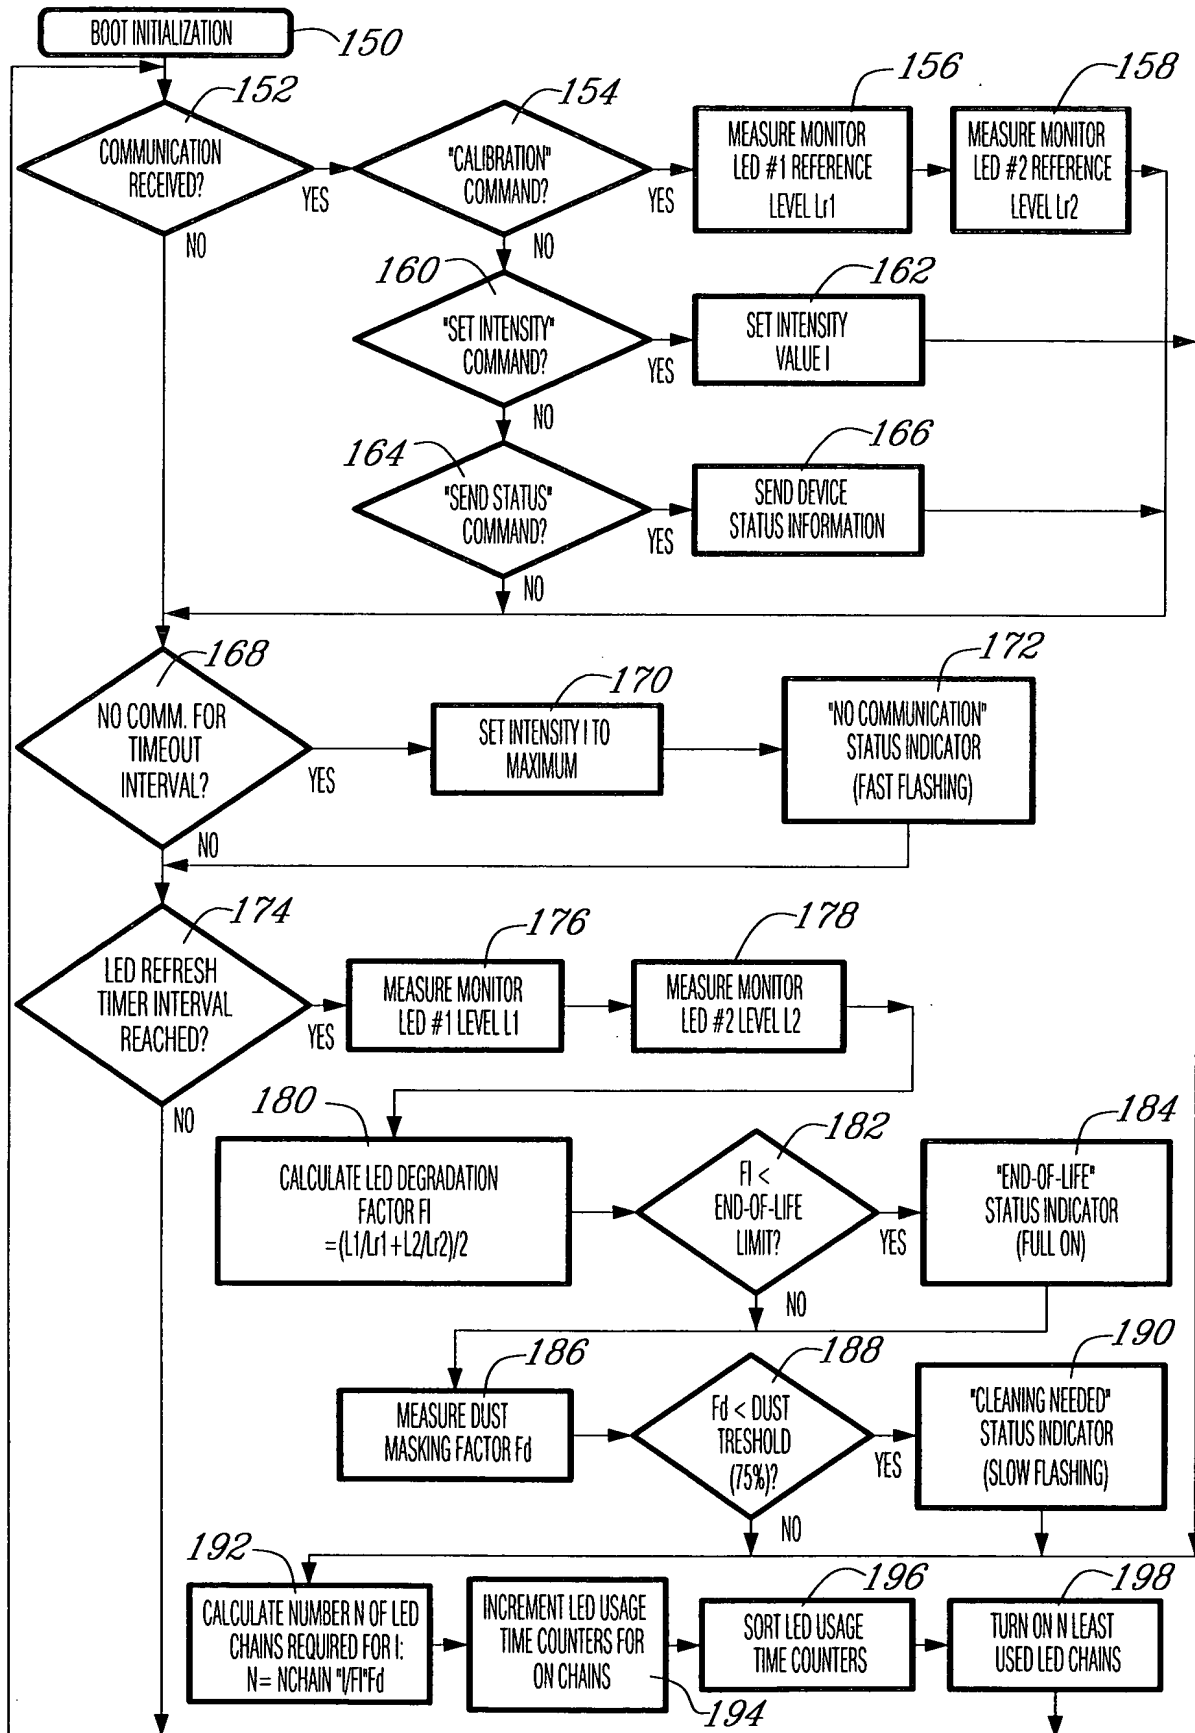 BOOT INITIALIZATION
150
152
COMMUNICATION
RECEIVED?
YES
NO
154
"CALIBRATION"
COMMAND?
YES
NO
156
MEASURE MONITOR
LED #1 REFERENCE
LEVEL Lr1
158
MEASURE MONITOR
LED #2 REFERENCE
LEVEL Lr2
160
"SET INTENSITY"
COMMAND?
YES
NO
162
SET INTENSITY
VALUE I
164
"SEND STATUS"
COMMAND?
YES
NO
166
SEND DEVICE
STATUS INFORMATION
168
NO COMM. FOR
TIMEOUT
INTERVAL?
YES
NO
170
SET INTENSITY I TO
MAXIMUM
172
"NO COMMUNICATION"
STATUS INDICATOR
(FAST FLASHING)
174
LED REFRESH
TIMER INTERVAL
REACHED?
YES
NO
176
MEASURE MONITOR
LED #1 LEVEL L1
178
MEASURE MONITOR
LED #2 LEVEL L2
180
CALCULATE LED DEGRADATION
FACTOR Fl
=(L1/Lr1+L2/Lr2)/2
182
Fl <
END-OF-LIFE
LIMIT?
YES
NO
184
"END-OF-LIFE"
STATUS INDICATOR
(FULL ON)
186
MEASURE DUST
MASKING FACTOR Fd
188
Fd < DUST
TRESHOLD
(75%)?
YES
NO
190
"CLEANING NEEDED"
STATUS INDICATOR
(SLOW FLASHING)
192
CALCULATE NUMBER N OF LED
CHAINS REQUIRED FOR I:
N= NCHAIN "I/Fl"Fd
INCREMENT LED USAGE
TIME COUNTERS FOR
ON CHAINS
194
196
SORT LED USAGE
TIME COUNTERS
198
TURN ON N LEAST
USED LED CHAINS